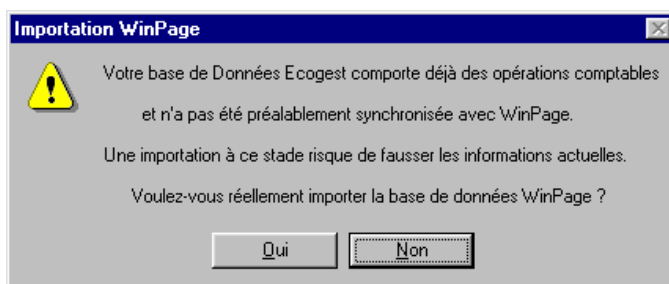 Importation WinPage
Votre base de Données Ecogest comporte déjà des opérations comptables
et n'a pas été préalablement synchronisée avec WinPage.
Une importation à ce stade risque de fausser les informations actuelles.
Voulez-vous réellement importer la base de données WinPage ?
Oui Non